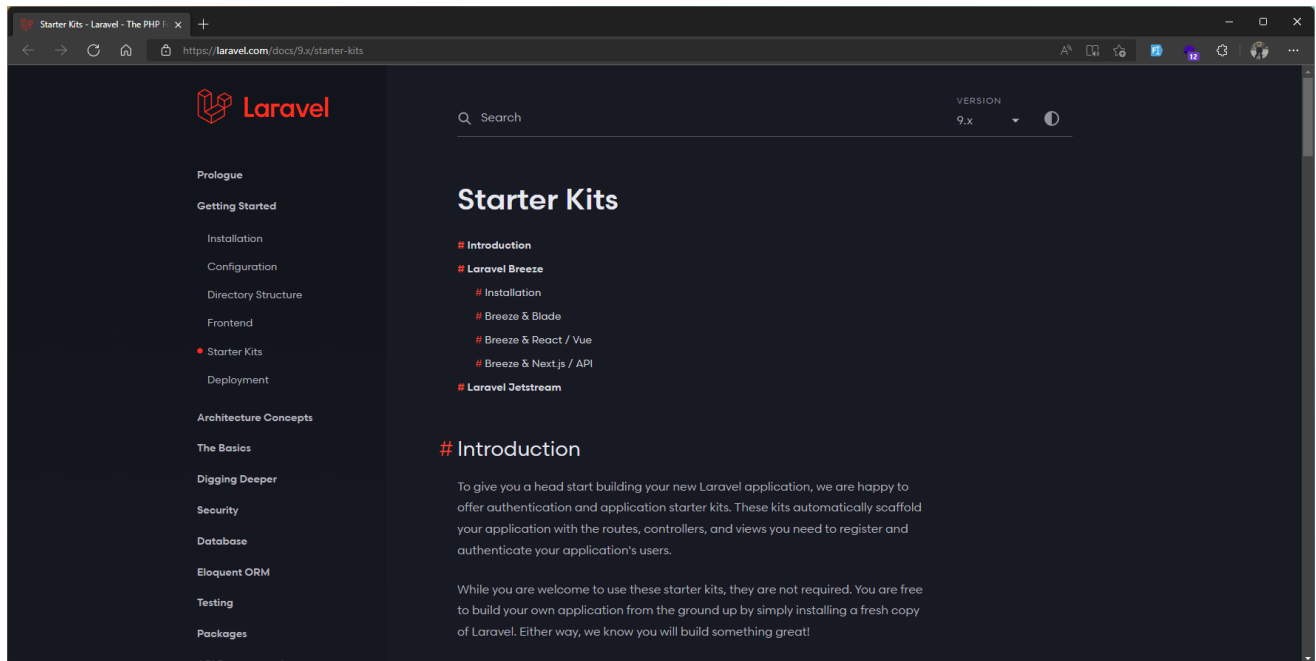 Starter Kits - Laravel - The PHP F
https://laravel.com/docs/9.x/starter-kits
12
Laravel
Search
VERSION
9.x
Prologue
Getting Started
Installation
Configuration
Directory Structure
Frontend
Starter Kits
Deployment
Architecture Concepts
The Basics
Digging Deeper
Security
Database
Eloquent ORM
Testing
Packages
Starter Kits
# Introduction
# Laravel Breeze
# Installation
# Breeze & Blade
# Breeze & React / Vue
# Breeze & Next.js / API
# Laravel Jetstream
# Introduction
To give you a head start building your new Laravel application, we are happy to
offer authentication and application starter kits. These kits automatically scaffold
your application with the routes, controllers, and views you need to register and
authenticate your application's users.
While you are welcome to use these starter kits, they are not required. You are free
to build your own application from the ground up by simply installing a fresh copy
of Laravel. Either way, we know you will build something great!